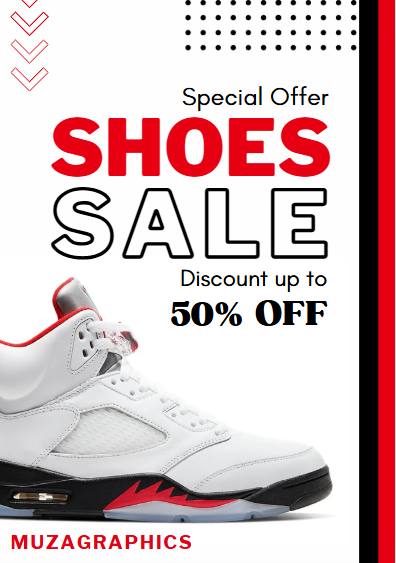 Special Offer
SHOES
SALE
Discount up to
50% OFF
MUZAGRAPHICS